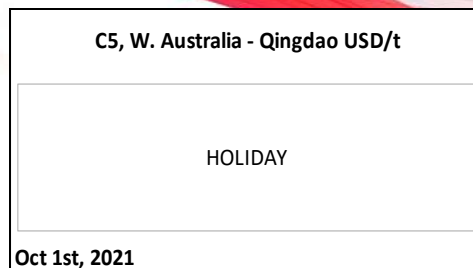 C5, W. Australia - Qingdao USD/t
HOLIDAY
Oct 1st, 2021